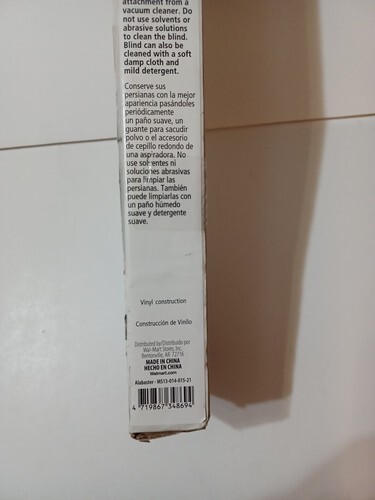 attachment from a
vacuum cleaner. Do
not use solvents or
abrasive solutions
to clean the blind.
Blind can also be
cleaned with a soft
damp cloth and
mild detergent.
Conserve sus
persianas con la mejor
apariencia pasándoles
periódicamente
un paño suave, un
guante para sacudir
polvo o el accesorio
de cepillo redondo de
una aspiradora. No
use solventes ni
soluciones abrasivas
para limpiar las
persianas. También
puede limpiarlas con
un paño húmedo
suave y detergente
suave.
Vinyl construction
Construcción de Vinilo
Distributed by/Distribuido por
Wal-Mart Stores, Inc.
Bentonville, AR 72716
MADE IN CHINA
HECHO EN CHINA
Walmart.com
Alabaster - MS13-014-815-21
4 719867 348694